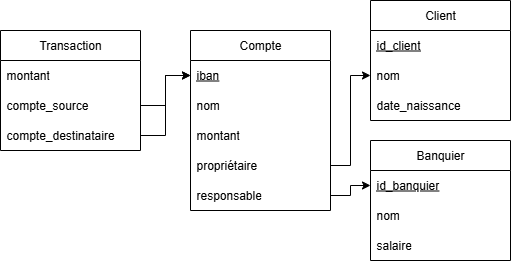 Transaction
montant
compte_source
compte_destinataire
Compte
iban
nom
montant
propriétaire
responsable
Client
id_client
nom
date_naissance
Banquier
id_banquier
nom
salaire